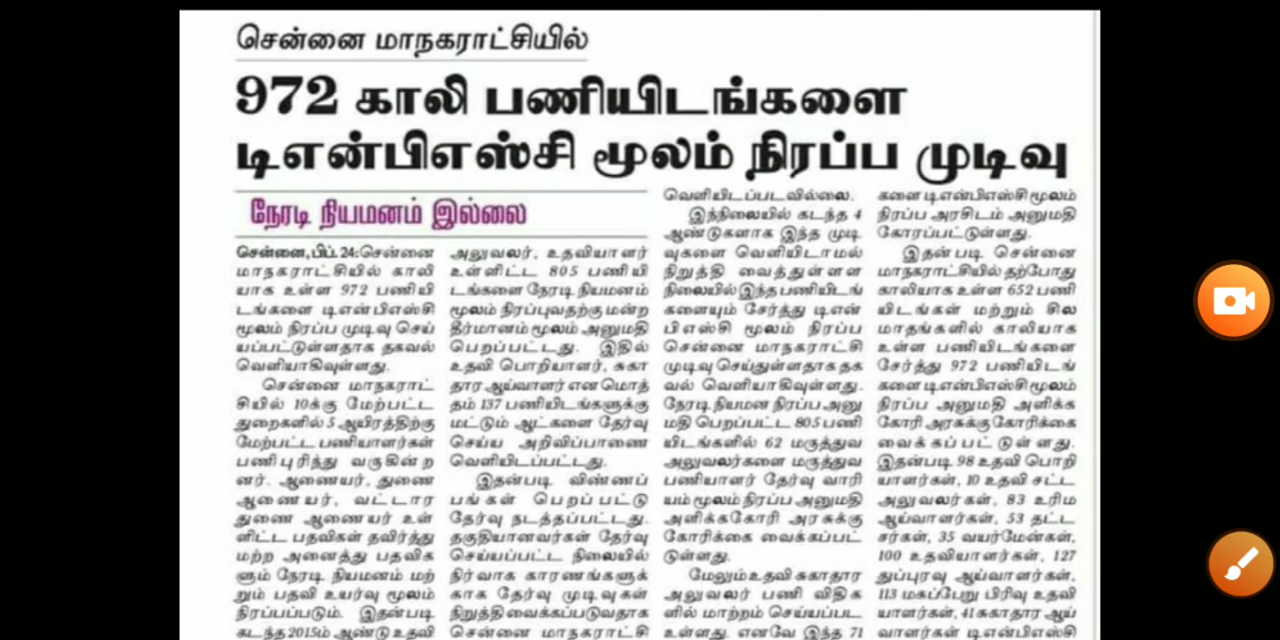 சென்னை மாநகராட்சியில்
972 காலி பணியிடங்களை
டிஎன்பிஎஸ்சி மூலம் நிரப்ப முடிவு
நேரடி நியமனம் இல்லை
சென்னை, பிப். 24: சென்னை
மாநகராட்சியில் காலி
யாக உள்ள 972 பணியி
டங்களை டிஎன்பிஎஸ்சி
மூலம் நிரப்ப முடிவு செய்
யப்பட்டுள்ளதாக தகவல்
வெளியாகிவுள்ளது.
சென்னை மாநகராட்
சியில் 10க்கு மேற்பட்ட
துறைகளில் 5 ஆயிரத்திற்கு
மேற்பட்ட பணியாளர்கள்
பணிபுரிந்து வருகின்ற
னர். ஆணையர், துணை
ஆணையர், வட்டார
துணை ஆணையர் உள்
ளிட்ட பதவிகள் தவிர்த்து
மற்ற அனைத்து பதவிக
ளும் நேரடி நியமனம் மற்
றும் பதவி உயர்வு மூலம்
நிரப்பப்படும். இதன்படி
கடந்த 2015ம் ஆண்டு உதவி
அலுவலர், உதவியாளர்
உள்ளிட்ட 805 பணியி
டங்களை நேரடி நியமனம்
மூலம் நிரப்புவதற்கு மன்ற
தீர்மானம் மூலம் அனுமதி
பெறப்பட்டது. இதில்
உதவி பொறியாளர், சுகா
தார ஆய்வாளர் என மொத்
தம் 137 பணியிடங்களுக்கு
மட்டும் ஆட்களை தேர்வு
செய்ய அறிவிப்பாணை
வெளியிடப்பட்டது.
இதன்படி விண்ணப்
பங்கள் பெறப்பட்டு
தேர்வு நடத்தப்பட்டது.
தகுதியானவர்கள் தேர்வு
செய்யப்பட்ட நிலையில்
நிர்வாக காரணங்களுக்
காக தேர்வு முடிவுகள்
நிறுத்தி வைக்கப்படுவதாக
சென்னை மாநகராட்சி
வெளியிடப்படவில்லை.
இந்நிலையில் கடந்த 4
ஆண்டுகளாக இந்த முடி
வுகளை வெளியிடாமல்
நிறுத்தி வைத்துள்ளள
நிலையில் இந்த பணியிடங்
களையும் சேர்த்து டிஎன்
பிஎஸ்சி மூலம் நிரப்ப
சென்னை மாநகராட்சி
முடிவு செய்துள்ளதாக தக
வல் வெளியாகிவுள்ளது.
நேரடி நியமன நிரப்ப அனு
மதி பெறப்பட்ட 805 பணி
யிடங்களில் 62 மருத்துவ
அலுவலர்களை மருத்துவ
பணியாளர் தேர்வு வாரி
யம் மூலம் நிரப்ப அனுமதி
அளிக்ககோரி அரசுக்கு
கோரிக்கை வைக்கப்பட்
டுள்ளது.
மேலும் உதவி சுகாதார
அலுவலர் பணி விதிக
ளில் மாற்றம் செய்யப்பட
உள்ளது. எனவே இந்த 71
களை டிஎன்பிஎஸ்சி மூலம்
நிரப்ப அரசிடம் அனுமதி
கோரப்பட்டுள்ளது.
இதன்படி சென்னை
மாநகராட்சியில் தற்போது
காலியாக உள்ள 652 பணி
யிடங்கள் மற்றும் சில
மாதங்களில் காலியாக
உள்ள பணியிடங்களை
சேர்த்து 972 பணியிடங்
களை டிஎன்பிஎஸ்சி மூலம்
நிரப்ப அனுமதி அளிக்க
கோரி அரசுக்கு கோரிக்கை
வைக்கப்பட்டுள்ளது.
இதன்படி 98 உதவி பொறி
யாளர்கள், 10 உதவி சட்ட
அலுவலர்கள், 83 உரிம
ஆய்வாளர்கள், 53 தட்ட
சர்கள், 35 வயர்மேன்கள்,
100 உதவியாளர்கள், 127
துப்புரவு ஆய்வாளர்கள்,
113 மகப்பேறு பிரிவு உதவி
யாளர்கள், 41 சுகாதார ஆய்
வாளர்கள் டிஎன்பிஎஸ்சி